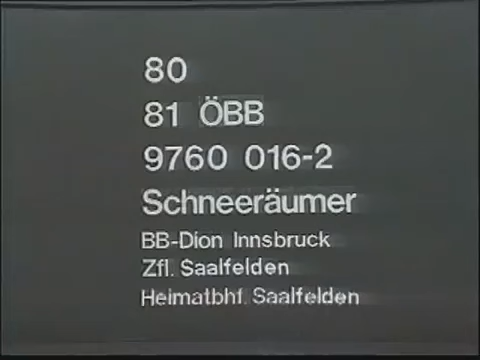 80
81 ÖBB
9760 016-2
Schneeräumer
BB-Dion Innsbruck
Zfl. Saalfelden
Heimatbhf. Saalfelden